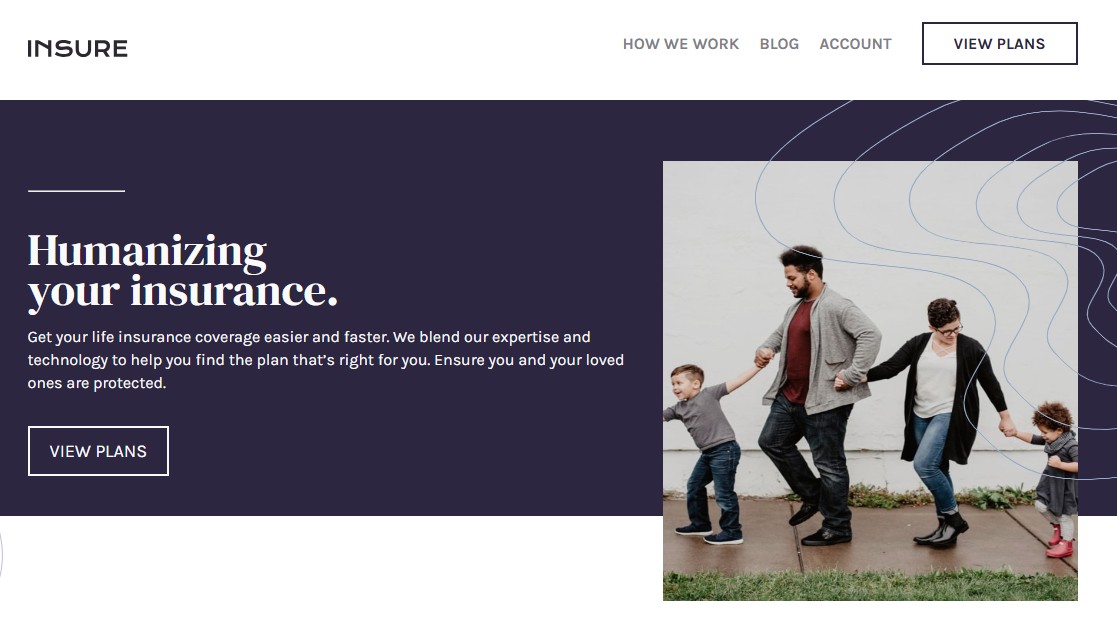 INSURE
HOW WE WORK BLOG ACCOUNT VIEW PLANS
Humanizing
your insurance.
Get your life insurance coverage easier and faster. We blend our expertise and
technology to help you find the plan that’s right for you. Ensure you and your loved
ones are protected.
VIEW PLANS